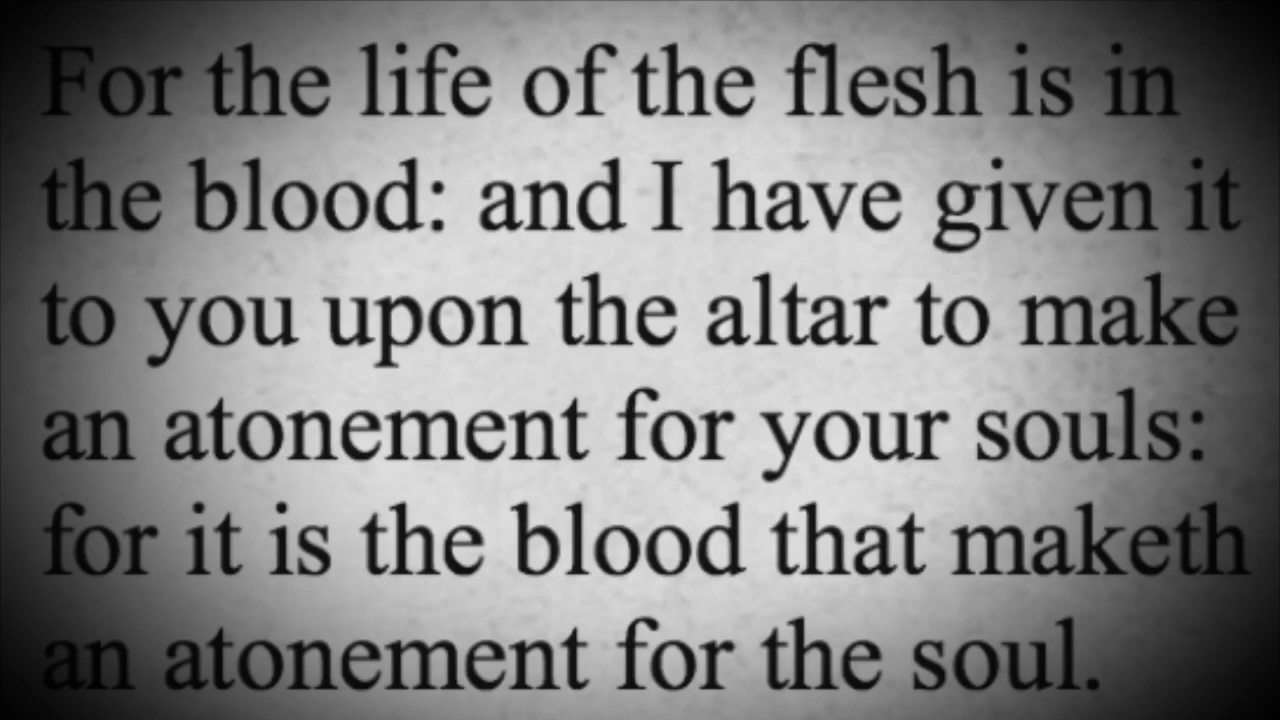 For the life of the flesh is in
the blood: and I have given it
to you upon the altar to make
an atonement for your souls:
for it is the blood that maketh
an atonement for the soul.